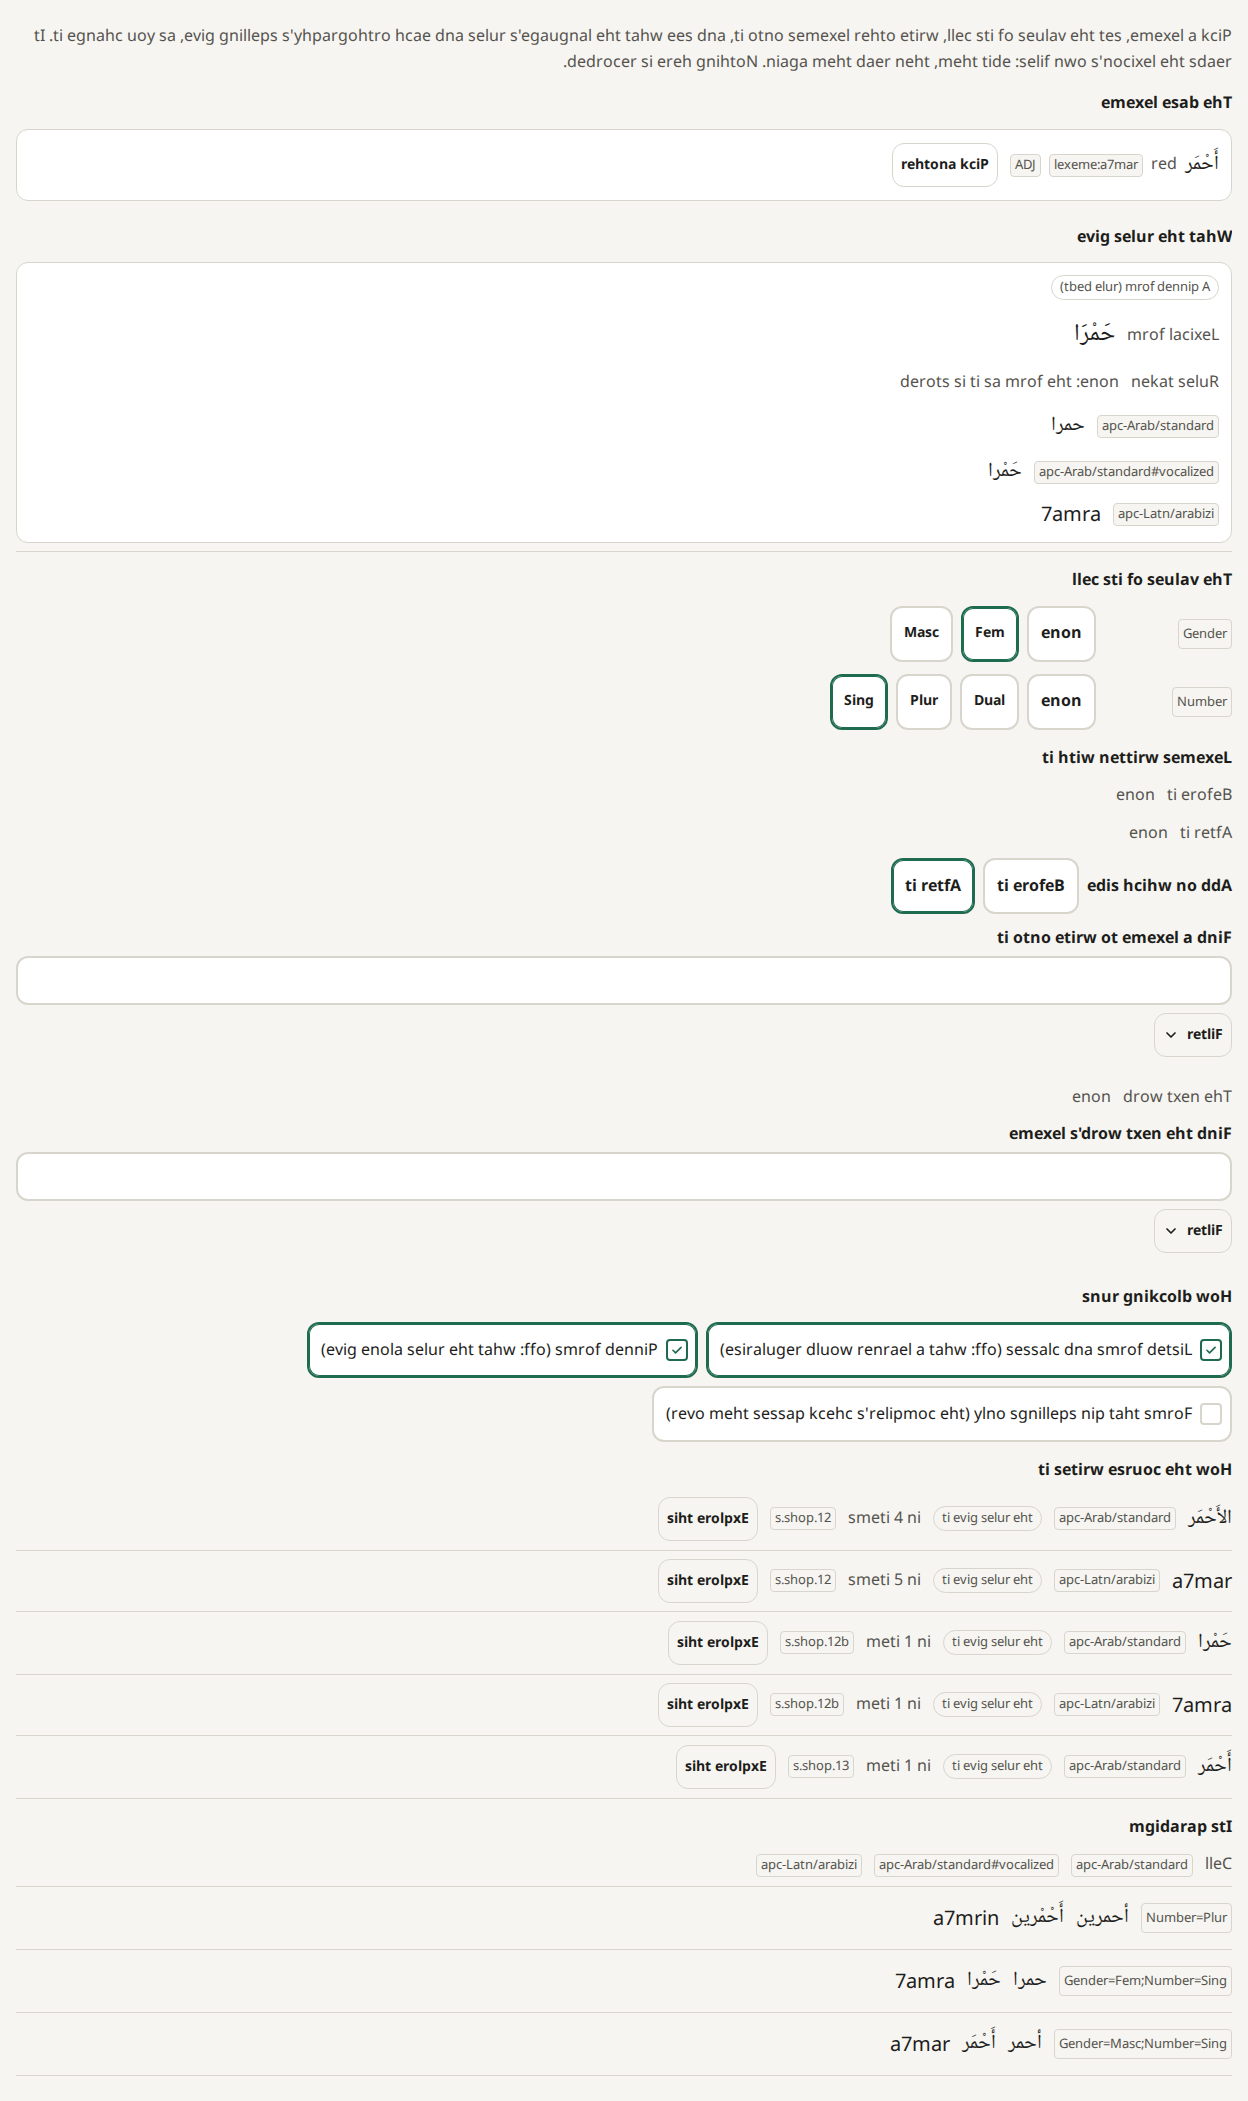 tI .ti egnahc uoy sa ,evig sgnilleps s'yhpargohtro hcae dna selur s'egaugnal eht tahw ees dna ,ti otno semexel rehto etirw ,llec sti fo seulav eht tes ,emexel a kciP
.dedrocer si ereh gnihtoN .niaga meht daer neht ,meht tide :files nwo s'nocixel eht sdaer
emexel esab ehT
أَحْمَر red lexeme:a7mar ADJ rehtona kciP
evig selur eht tahW
(tbed elur) mrof dennip A
mrof lacixeL حَمْرَا
derots si ti sa mrof eht :enon nekat seluR
apc-Arab/standard حمرا
apc-Arab/standard#vocalized حَمْرا
apc-Latn/arabizi 7amra
llec sti fo seulav ehT
Gender enon Fem Masc
Number enon Dual Plur Sing
ti htiw nettirw semexeL
ti erofeB enon
ti retfA enon
edis hcihw no ddA ti erofeB ti retfA
ti otno etirw ot emexel a dniF
retliF
drow txen ehT enon
emexel s'drow txen eht dniF
retliF
snur gnikcolb woH
(esiraluger dluow renrael a tahw :ffo) sessalc dna smrof detsiL (evig enola selur eht tahw :ffo) smrof denniP
(revo meht sessap kcehc s'relipmoc eht) ylno sgnilleps nip taht smroF
ti setirw esruoc eht woH
الأَحْمَر apc-Arab/standard ti evig selur eht smeti 4 ni s.shop.12 siht erolpxE
a7mar apc-Latn/arabizi ti evig selur eht smeti 5 ni s.shop.12 siht erolpxE
حَمْرا apc-Arab/standard ti evig selur eht meti 1 ni s.shop.12b siht erolpxE
7amra apc-Latn/arabizi ti evig selur eht meti 1 ni s.shop.12b siht erolpxE
أَحْمَر apc-Arab/standard ti evig selur eht meti 1 ni s.shop.13 siht erolpxE
mgidarap stI
lleC apc-Arab/standard apc-Arab/standard#vocalized apc-Latn/arabizi
Number=Plur أحمرين أَحْمْرين a7mrin
Gender=Fem;Number=Sing حمرا حَمْرا 7amra
Gender=Masc;Number=Sing أحمر أَحْمَر a7mar